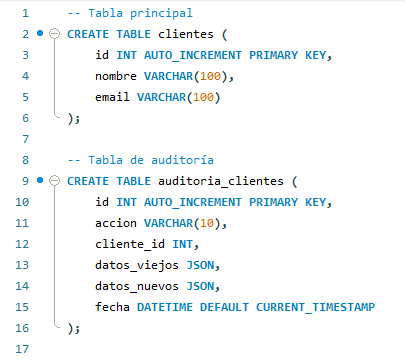 1 -- Tabla principal
2 CREATE TABLE clientes (
3 id INT AUTO_INCREMENT PRIMARY KEY,
4 nombre VARCHAR(100),
5 email VARCHAR(100)
6 );
7
8 -- Tabla de auditoría
9 CREATE TABLE auditoria_clientes (
10 id INT AUTO_INCREMENT PRIMARY KEY,
11 accion VARCHAR(10),
12 cliente_id INT,
13 datos_viejos JSON,
14 datos_nuevos JSON,
15 fecha DATETIME DEFAULT CURRENT_TIMESTAMP
16 );
17